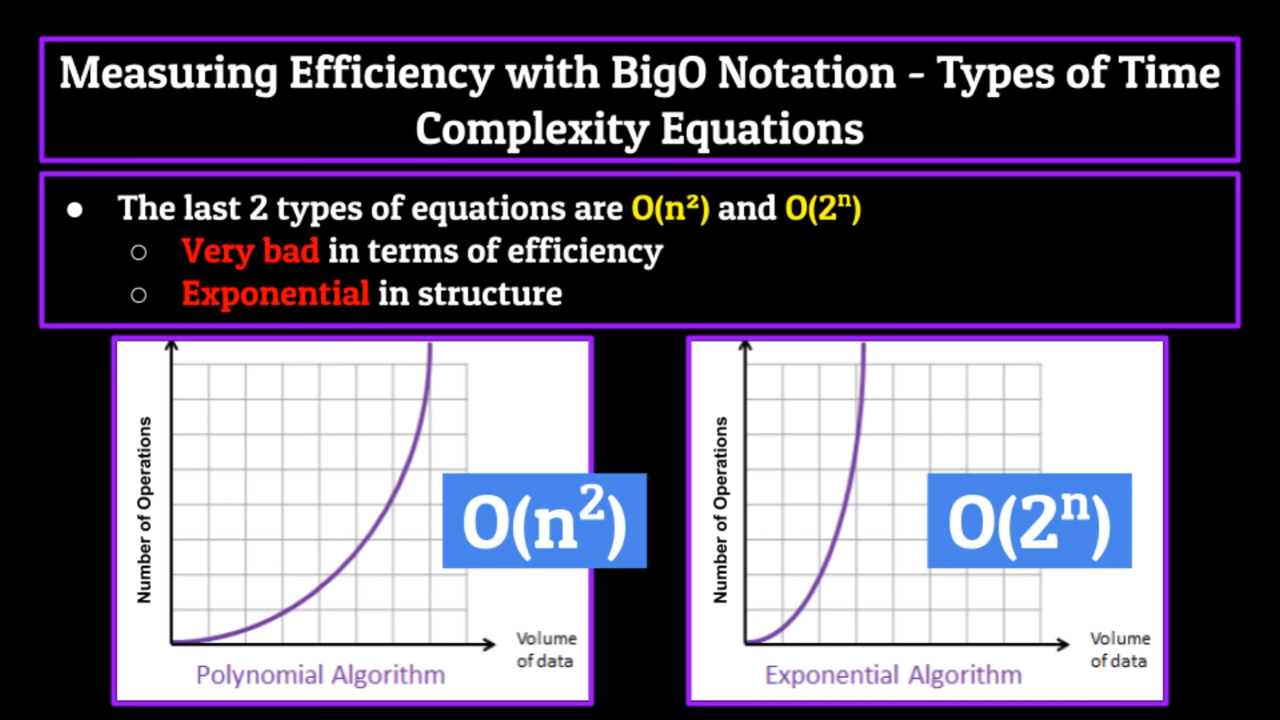 Measuring Efficiency with BigO Notation - Types of Time
Complexity Equations
● The last 2 types of equations are O(n²) and O(2ⁿ)
○ Very bad in terms of efficiency
○ Exponential in structure
Number of Operations
O(n²)
Volume
of data
Polynomial Algorithm
Number of Operations
O(2ⁿ)
Volume
of data
Exponential Algorithm